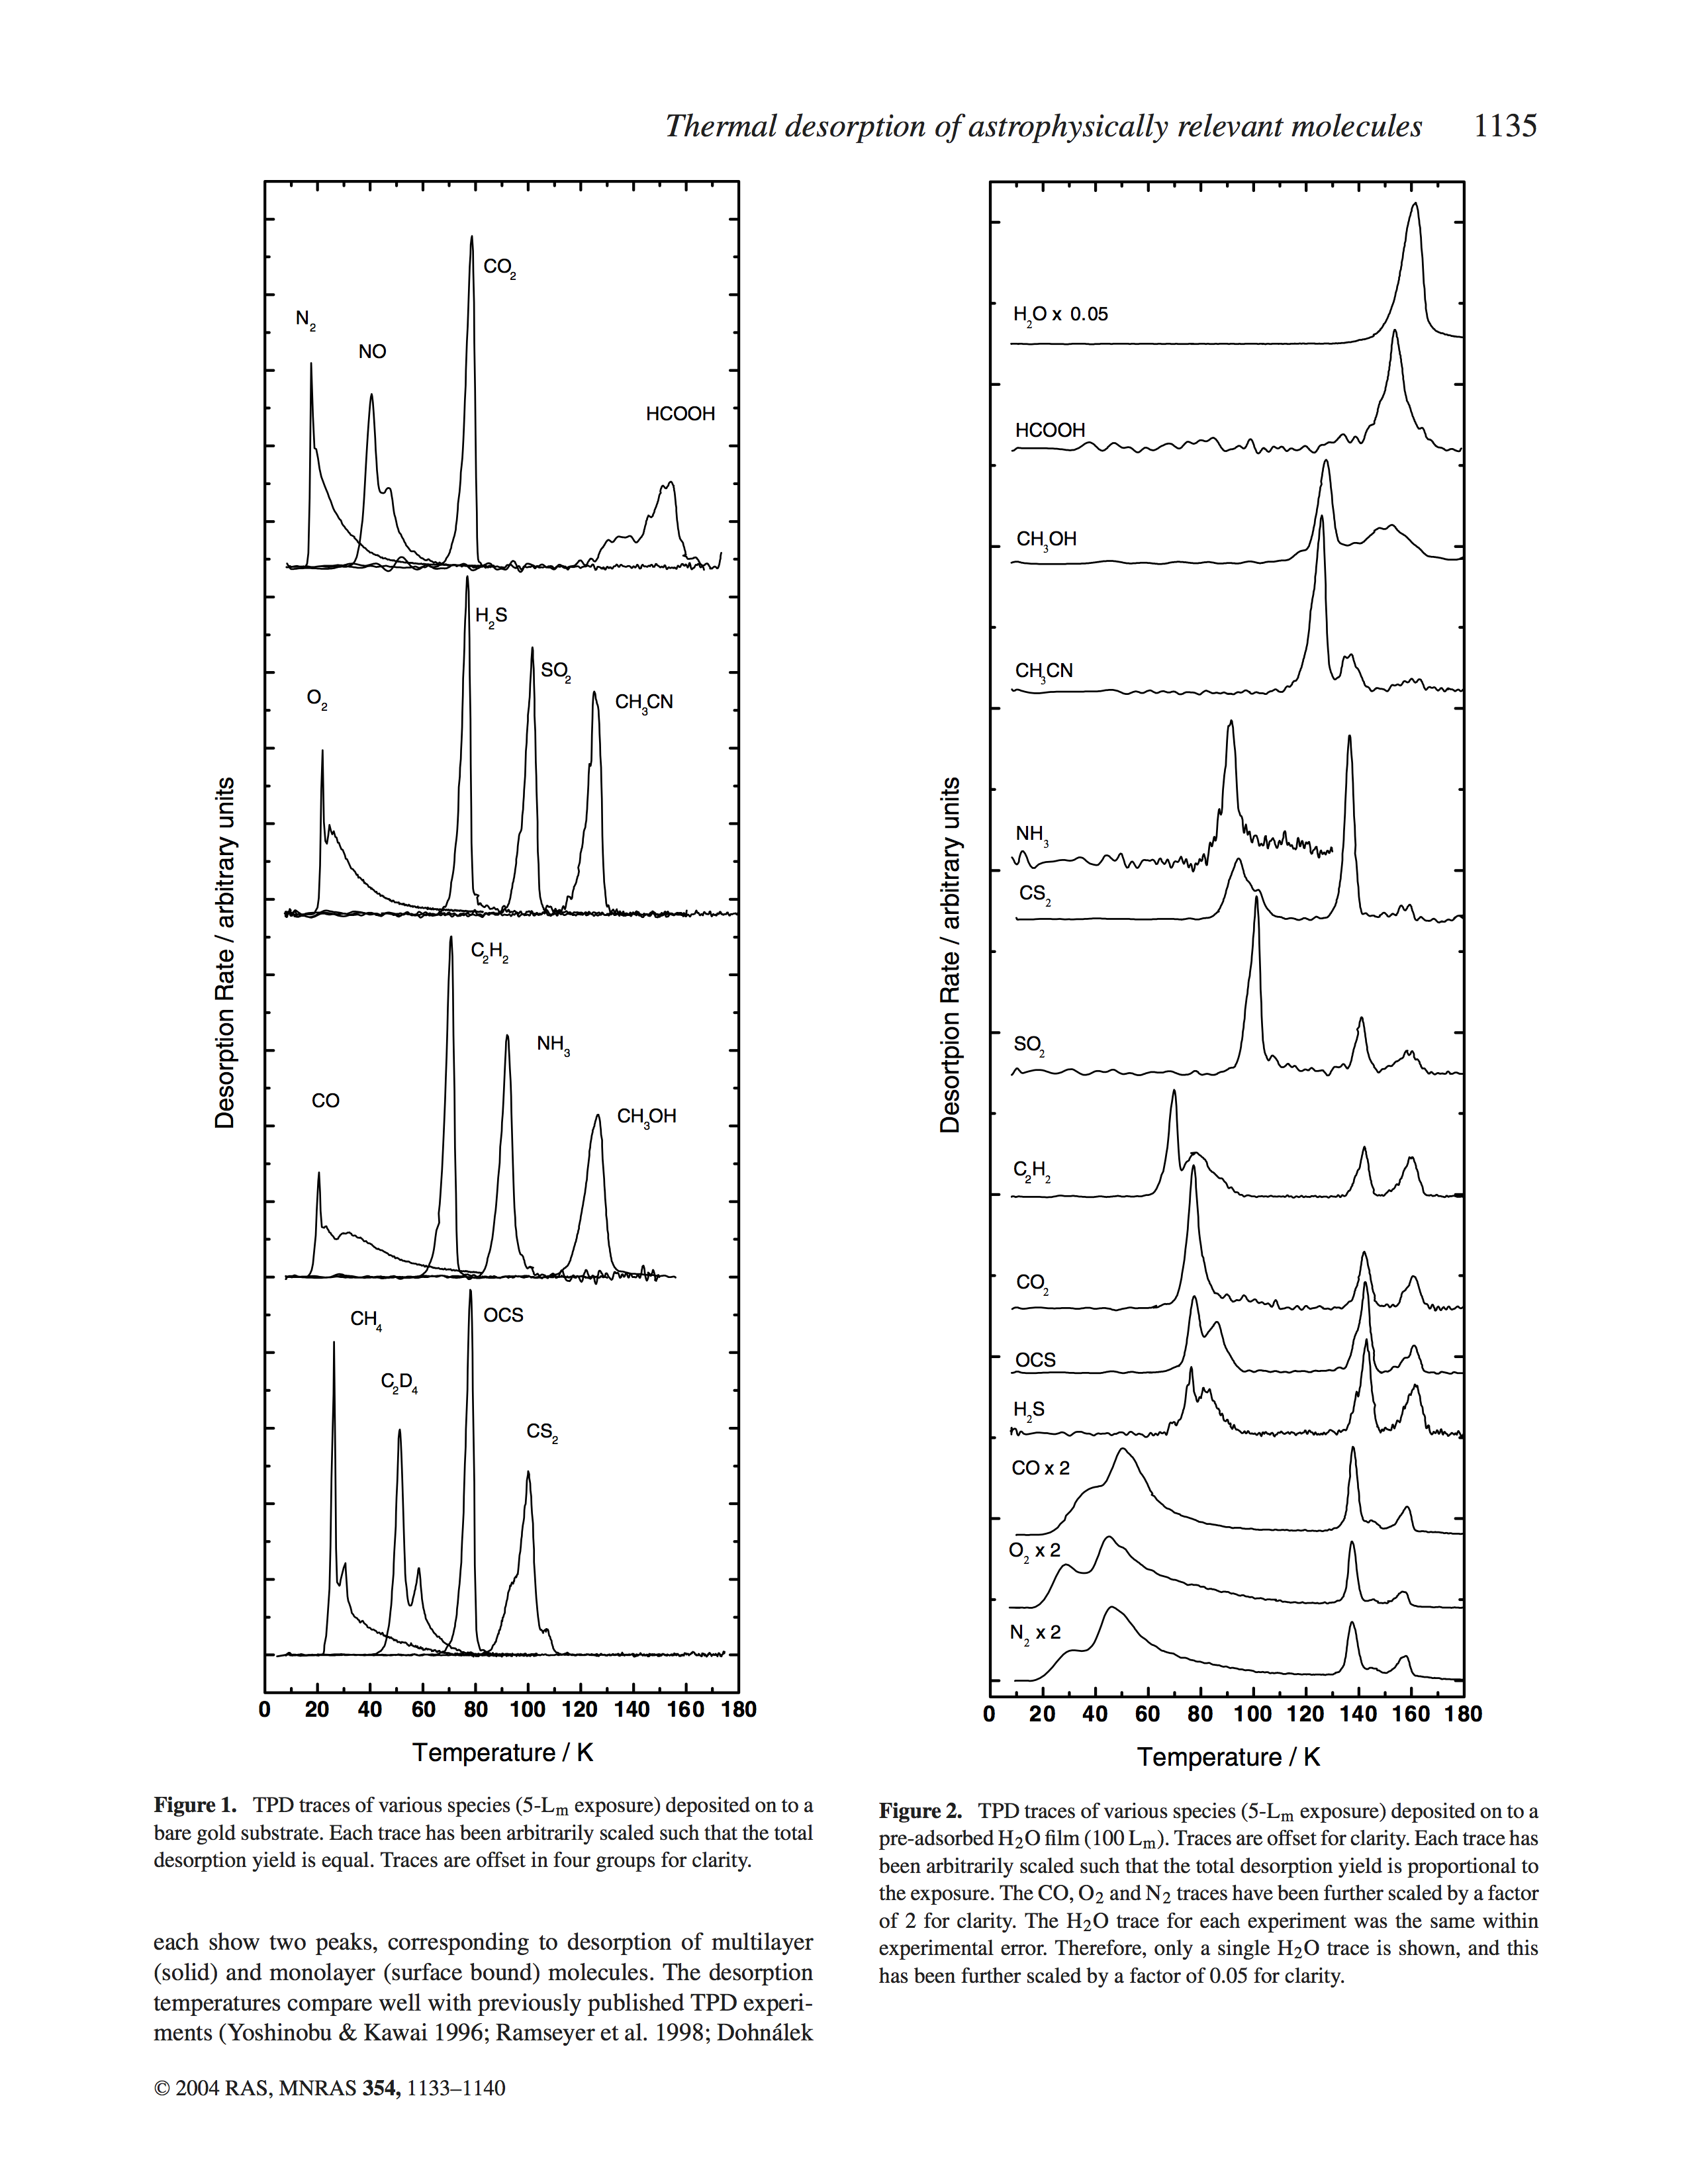 Thermal desorption of astrophysically relevant molecules 1135
N2
NO
CO2
HCOOH
H2S
O2
SO2
CH3CN
C2H2
CO
NH3
CH3OH
CH4
OCS
C2D4
CS2
Desorption Rate / arbitrary units
0 20 40 60 80 100 120 140 160 180
Temperature / K
Figure 1. TPD traces of various species (5-Lm exposure) deposited on to a
bare gold substrate. Each trace has been arbitrarily scaled such that the total
desorption yield is equal. Traces are offset in four groups for clarity.
each show two peaks, corresponding to desorption of multilayer
(solid) and monolayer (surface bound) molecules. The desorption
temperatures compare well with previously published TPD experi-
ments (Yoshinobu & Kawai 1996; Ramseyer et al. 1998; Dohnálek
H2O x 0.05
HCOOH
CH3OH
CH3CN
NH3
CS2
SO2
C2H2
CO2
OCS
H2S
CO x 2
O2 x 2
N2 x 2
Desortpion Rate / arbitrary units
0 20 40 60 80 100 120 140 160 180
Temperature / K
Figure 2. TPD traces of various species (5-Lm exposure) deposited on to a
pre-adsorbed H2O film (100 Lm). Traces are offset for clarity. Each trace has
been arbitrarily scaled such that the total desorption yield is proportional to
the exposure. The CO, O2 and N2 traces have been further scaled by a factor
of 2 for clarity. The H2O trace for each experiment was the same within
experimental error. Therefore, only a single H2O trace is shown, and this
has been further scaled by a factor of 0.05 for clarity.
© 2004 RAS, MNRAS 354, 1133–1140